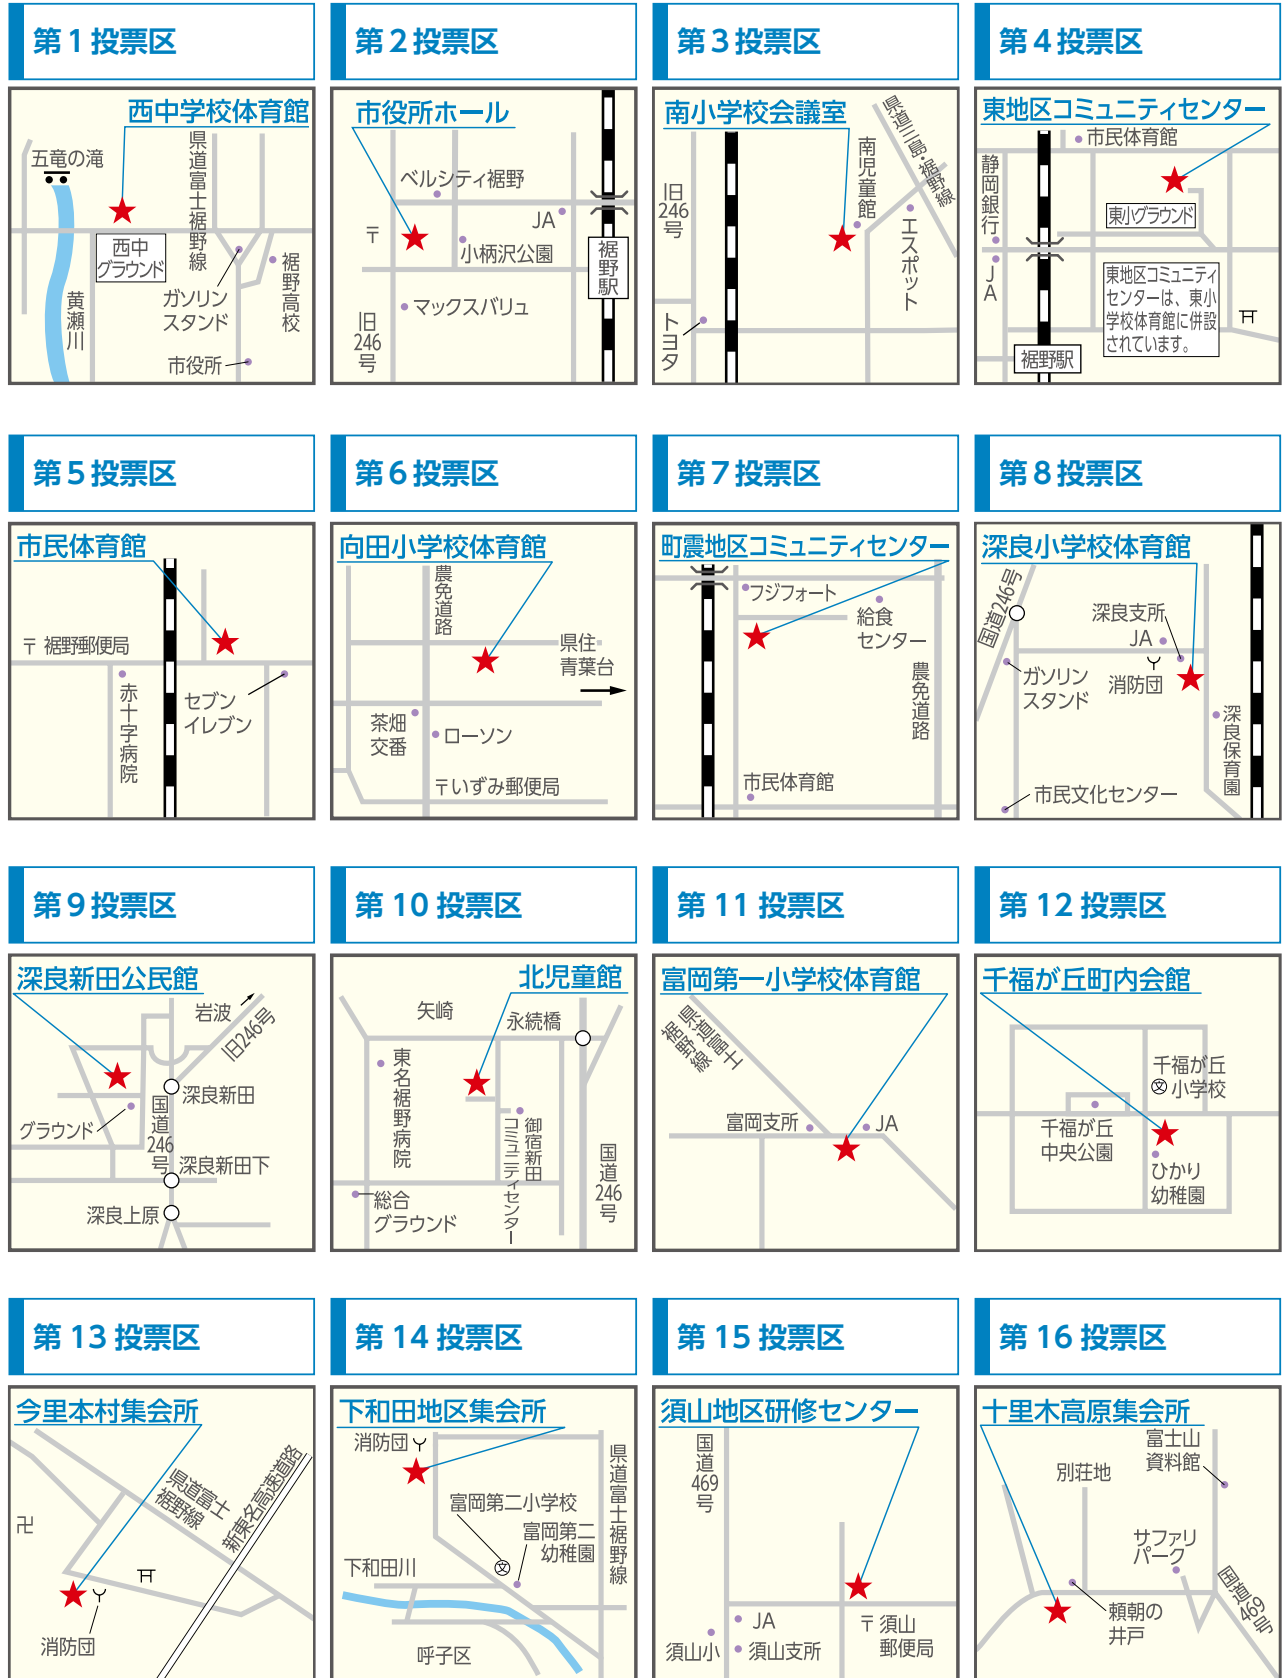 第1投票区
西中学校体育館
五竜の滝
県道富士裾野線
西中
グラウンド
黄瀬川
ガソリン
スタンド
裾野高校
市役所
第2投票区
市役所ホール
ベルシティ裾野
JA
〒
小柄沢公園
裾野駅
マックスバリュ
旧246号
第3投票区
南小学校会議室
県道三島・裾野線
南児童館
旧246号
エスポット
トヨタ
第4投票区
東地区コミュニティセンター
市民体育館
静岡銀行
東小グラウンド
JA
東地区コミュニティ
センターは、東小
学校体育館に併設
されています。
裾野駅
第5投票区
市民体育館
〒裾野郵便局
赤十字病院
セブン
イレブン
第6投票区
向田小学校体育館
農免道路
県住
青葉台
茶畑
交番
ローソン
〒いずみ郵便局
第7投票区
町震地区コミュニティセンター
フジフォート
給食
センター
農免道路
市民体育館
第8投票区
深良小学校体育館
国道246号
深良支所
JA
ガソリン
スタンド
消防団
深良保育園
市民文化センター
第9投票区
深良新田公民館
岩波
旧246号
深良新田
国道246号
グラウンド
深良新田下
深良上原
第10投票区
北児童館
矢崎
永続橋
東名裾野病院
御宿新田
コミュニティセンター
国道246号
総合
グラウンド
第11投票区
富岡第一小学校体育館
県道富士
裾野線
富岡支所
JA
第12投票区
千福が丘町内会館
千福が丘
文小学校
千福が丘
中央公園
ひかり
幼稚園
第13投票区
今里本村集会所
県道富士
裾野線
新東名高速道路
卍
消防団
第14投票区
下和田地区集会所
消防団
県道富士裾野線
富岡第二小学校
文
富岡第二
幼稚園
下和田川
呼子区
第15投票区
須山地区研修センター
国道469号
JA
須山小
須山支所
〒須山
郵便局
第16投票区
十里木高原集会所
富士山
資料館
別荘地
サファリ
パーク
国道469号
頼朝の
井戸